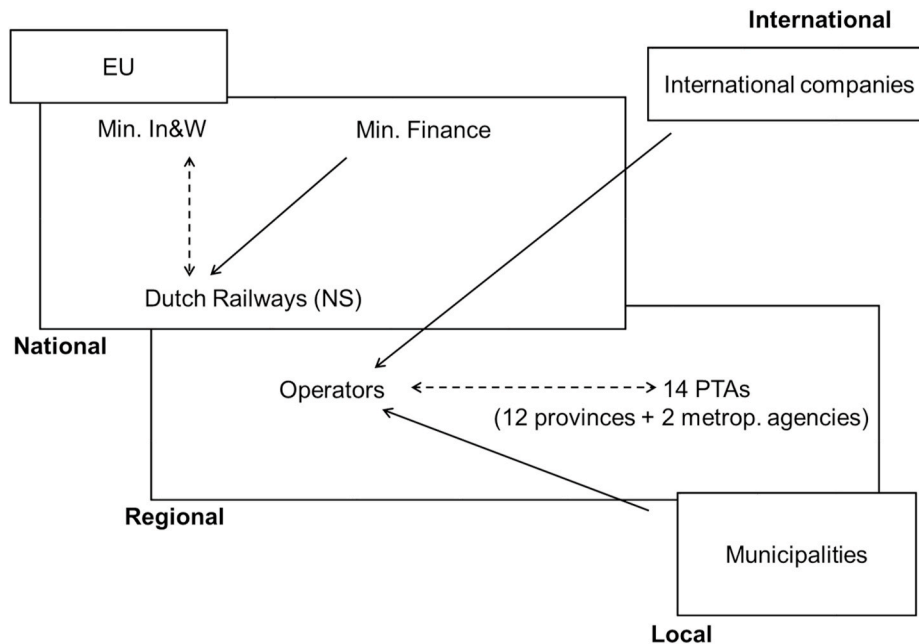 International
EU
International companies
Min. In&W
Min. Finance
Dutch Railways (NS)
National
Operators
14 PTAs
(12 provinces + 2 metrop. agencies)
Regional
Municipalities
Local